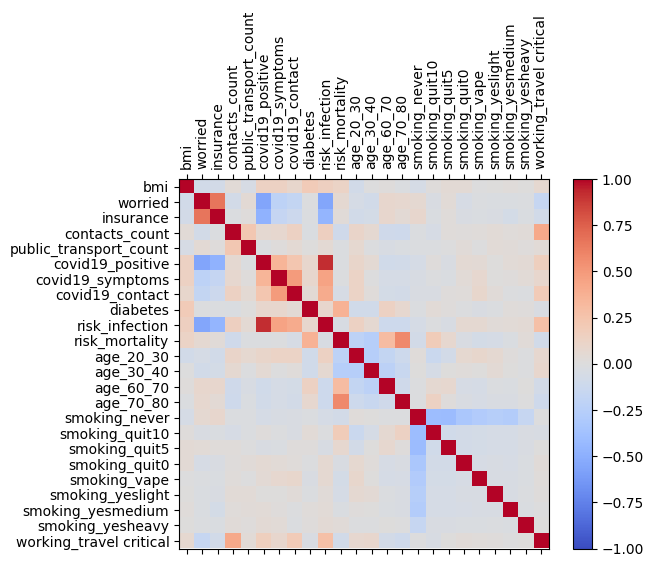 bmi
worried
insurance
contacts_count
public_transport_count
covid19_positive
covid19_symptoms
covid19_contact
diabetes
risk_infection
risk_mortality
age_20_30
age_30_40
age_60_70
age_70_80
smoking_never
smoking_quit10
smoking_quit5
smoking_quit0
smoking_vape
smoking_yeslight
smoking_yesmedium
smoking_yesheavy
working_travel critical
bmi
worried
insurance
contacts_count
public_transport_count
covid19_positive
covid19_symptoms
covid19_contact
diabetes
risk_infection
risk_mortality
age_20_30
age_30_40
age_60_70
age_70_80
smoking_never
smoking_quit10
smoking_quit5
smoking_quit0
smoking_vape
smoking_yeslight
smoking_yesmedium
smoking_yesheavy
working_travel critical
1.00
0.75
0.50
0.25
0.00
−0.25
−0.50
−0.75
−1.00